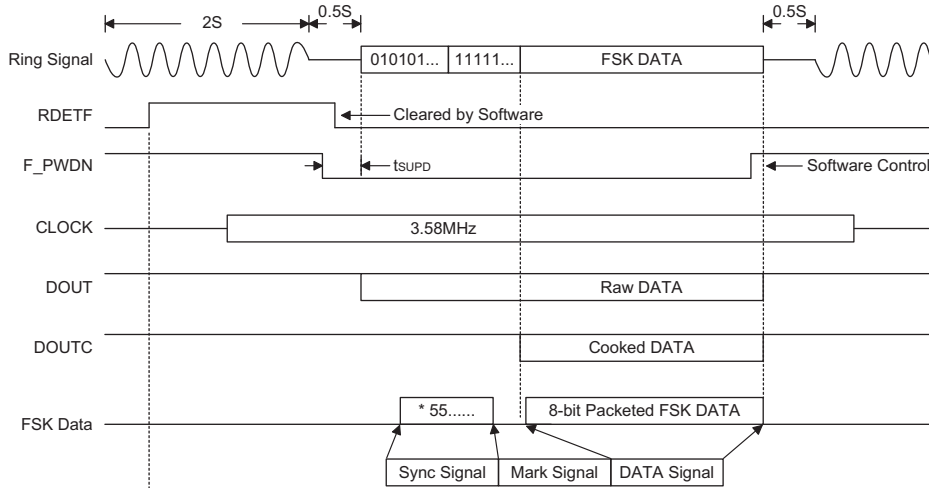 2S
0.5S
0.5S
Ring Signal
010101...
11111...
FSK DATA
RDETF
Cleared by Software
F_PWDN
tSUPD
Software Control
CLOCK
3.58MHz
DOUT
Raw DATA
DOUTC
Cooked DATA
FSK Data
* 55......
8-bit Packeted FSK DATA
Sync Signal
Mark Signal
DATA Signal